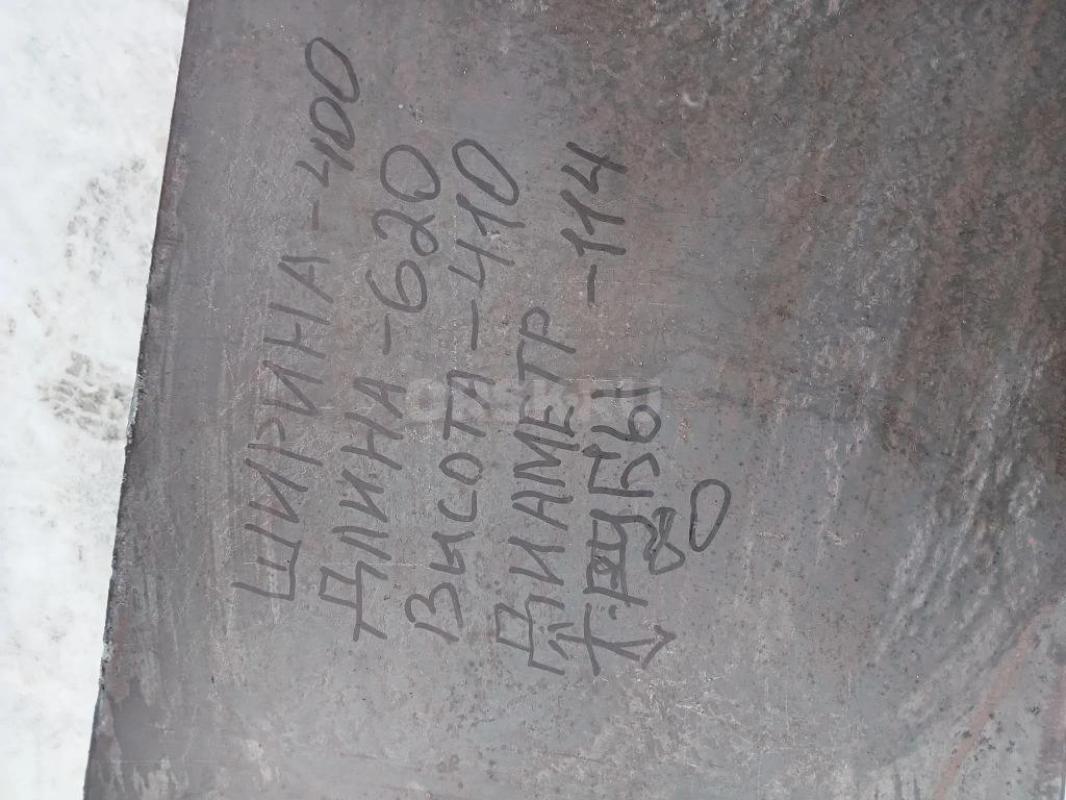 ШИРИНА-400
ДЛИНА-620
ВЫСОТА-410
ДИАМЕТР
ТРУБЫ -114